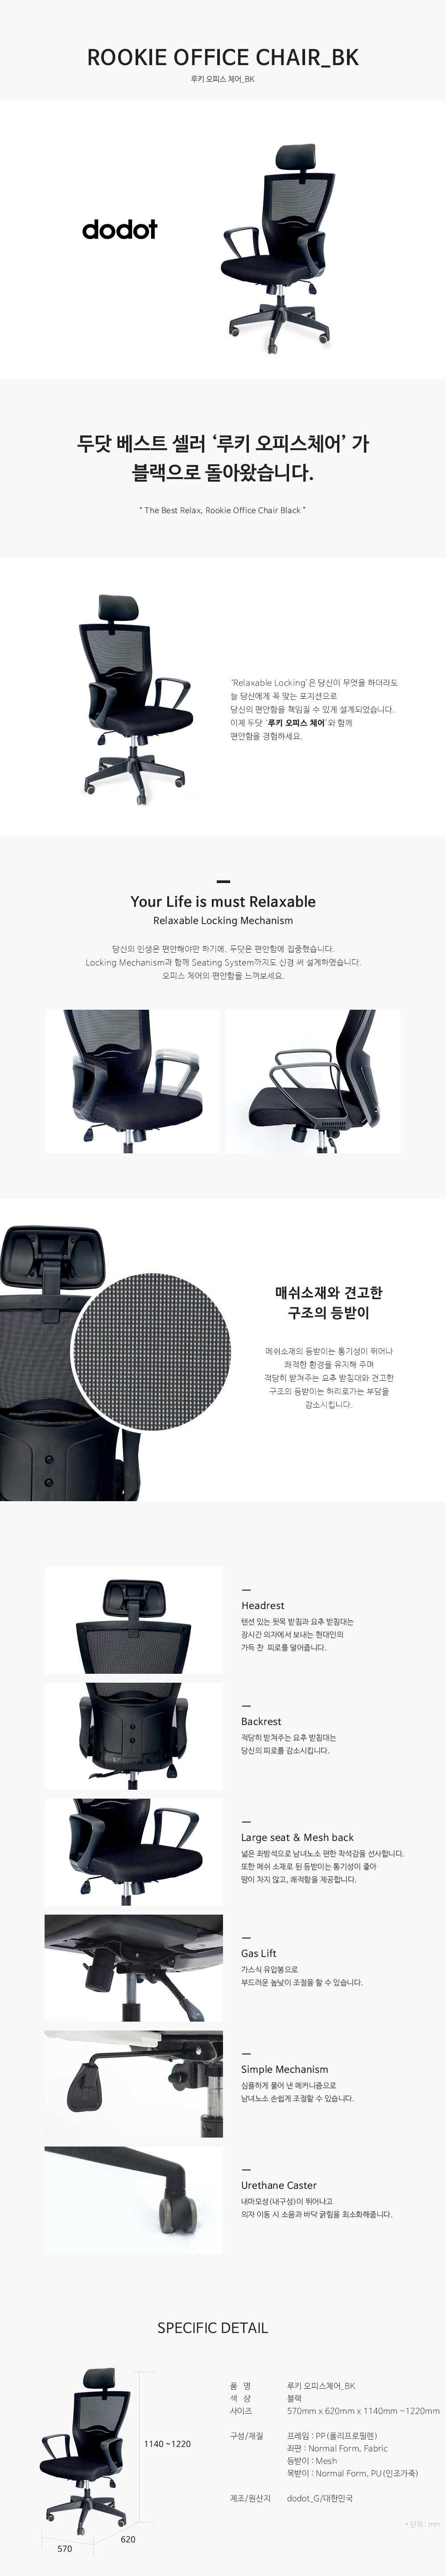 ROOKIE OFFICE CHAIR_BK
루키 오피스 체어_BK
dodot
두닷 베스트 셀러 ‘루키 오피스체어’ 가
블랙으로 돌아왔습니다.
“ The Best Relax, Rookie Office Chair Black ”
‘Relaxable Locking’ 은 당신이 무엇을 하더라도
늘 당신에게 꼭 맞는 포지션으로
당신의 편안함을 책임질 수 있게 설계되었습니다.
이제 두닷 ‘루키 오피스 체어’ 와 함께
편안함을 경험하세요.
Your Life is must Relaxable
Relaxable Locking Mechanism
당신의 인생은 편안해야만 하기에, 두닷은 편안함에 집중했습니다.
Locking Mechanism과 함께 Seating System까지도 신경 써 설계하였습니다.
오피스 체어의 편안함을 느껴보세요.
매쉬소재와 견고한
구조의 등받이
메쉬소재의 등받이는 통기성이 뛰어나
쾌적한 환경을 유지해 주며
적당히 받쳐주는 요추 받침대와 견고한
구조의 등받이는 허리로가는 부담을
감소시킵니다.
Headrest
텐션 있는 뒷목 받침과 요추 받침대는
장시간 의자에서 보내는 현대인의
가득 찬 피로를 덜어줍니다.
Backrest
적당히 받쳐주는 요추 받침대는
당신의 피로를 감소시킵니다.
Large seat & Mesh back
넓은 좌방석으로 남녀노소 편한 착석감을 선사합니다.
또한 메쉬 소재로 된 등받이는 통기성이 좋아
땀이 차지 않고, 쾌적함을 제공합니다.
Gas Lift
가스식 유압봉으로
부드러운 높낮이 조절을 할 수 있습니다.
Simple Mechanism
심플하게 풀어 낸 메커니즘으로
남녀노소 손쉽게 조절할 수 있습니다.
Urethane Caster
내마모성(내구성)이 뛰어나고
의자 이동 시 소음과 바닥 긁힘을 최소화해줍니다.
SPECIFIC DETAIL
1140 ~1220
570
620
품 명 루키 오피스체어_BK
색 상 블랙
사이즈 570mm x 620mm x 1140mm ~1220mm
구성/재질 프레임 : PP(폴리프로필렌)
좌판 : Normal Form, Fabric
등받이 : Mesh
목받이 : Normal Form, PU(인조가죽)
제조/원산지 dodot_G/대한민국
* 단위 : mm